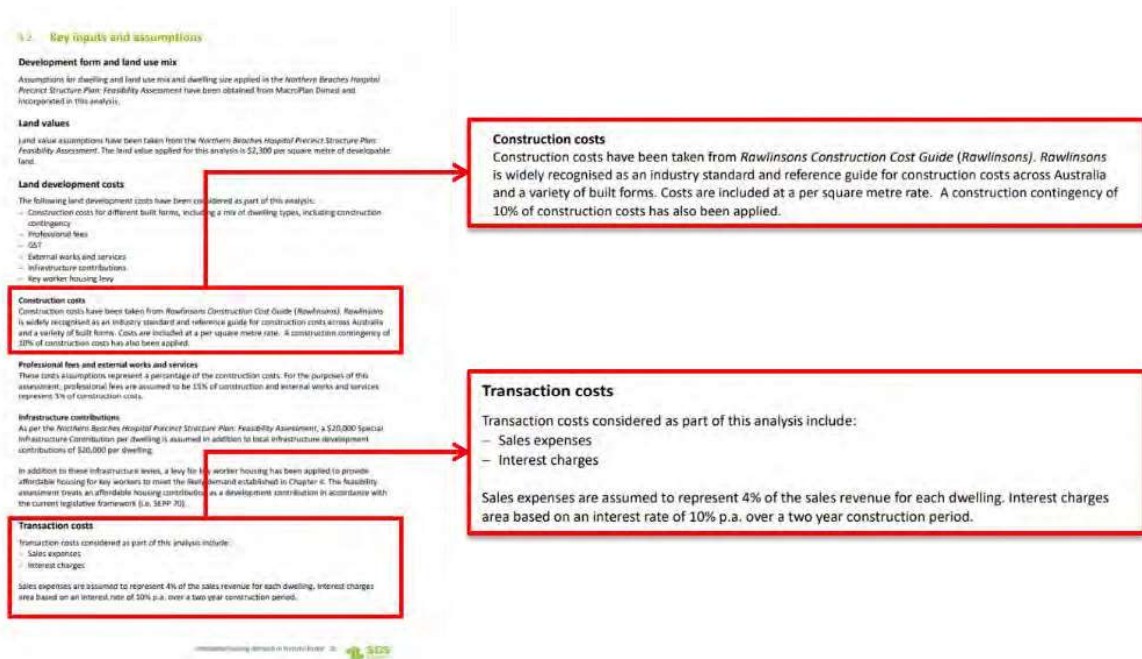 5.2 Key inputs and assumptions
Development form and land use mix
Assumptions for dwelling and land use mix and dwelling size applied in the Northern Beaches Hospital
Precinct Structure Plan: Feasibility Assessment have been obtained from MacroPlan Dimasi and
incorporated in this analysis.
Land values
Land value assumptions have been taken from the Northern Beaches Hospital Precinct Structure Plan:
Feasibility Assessment. The land value applied for this analysis is $2,300 per square metre of developable
land.
Land development costs
The following land development costs have been considered as part of this analysis:
– Construction costs for different built forms, including a mix of dwelling types, including construction
contingency
– Professional fees
– GST
– External works and services
– Infrastructure contributions
– Key worker housing levy
Construction costs
Construction costs have been taken from Rawlinsons Construction Cost Guide (Rawlinsons). Rawlinsons
is widely recognised as an industry standard and reference guide for construction costs across Australia
and a variety of built forms. Costs are included at a per square metre rate. A construction contingency of
10% of construction costs has also been applied.
Professional fees and external works and services
These costs assumptions represent a percentage of the construction costs. For the purposes of this
assessment, professional fees are assumed to be 15% of construction and external works and services
represent 5% of construction costs.
Infrastructure contributions
As per the Northern Beaches Hospital Precinct Structure Plan: Feasibility Assessment, a $20,000 Special
Infrastructure Contribution per dwelling is assumed in addition to local infrastructure development
contributions of $20,000 per dwelling.
In addition to these infrastructure levies, a levy for key worker housing has been applied to provide
affordable housing for key workers to meet the likely demand established in Chapter 4. The feasibility
assessment treats an affordable housing contribution as a development contribution in accordance with
the current legislative framework (i.e. SEPP 70).
Transaction costs
Transaction costs considered as part of this analysis include:
– Sales expenses
– Interest charges
Sales expenses are assumed to represent 4% of the sales revenue for each dwelling. Interest charges
area based on an interest rate of 10% p.a. over a two year construction period.
SGS
Construction costs
Construction costs have been taken from Rawlinsons Construction Cost Guide (Rawlinsons). Rawlinsons
is widely recognised as an industry standard and reference guide for construction costs across Australia
and a variety of built forms. Costs are included at a per square metre rate. A construction contingency of
10% of construction costs has also been applied.
Transaction costs
Transaction costs considered as part of this analysis include:
– Sales expenses
– Interest charges
Sales expenses are assumed to represent 4% of the sales revenue for each dwelling. Interest charges
area based on an interest rate of 10% p.a. over a two year construction period.